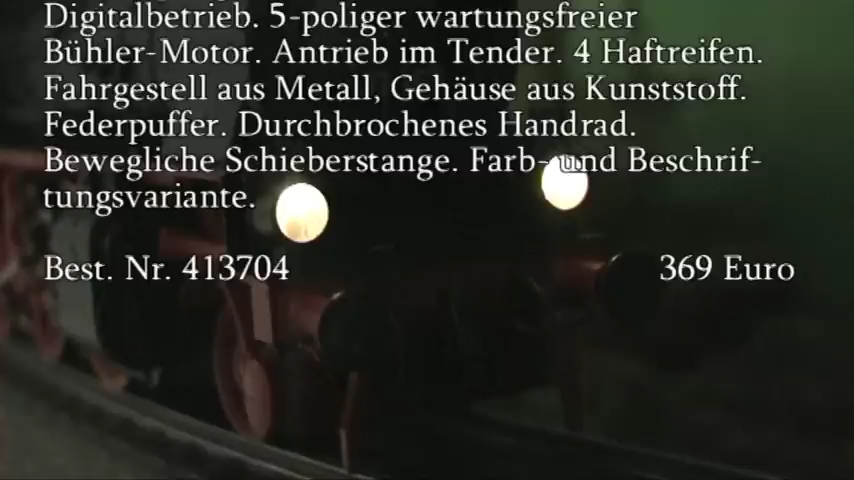 Digitalbetrieb. 5-poliger wartungsfreier
Bühler-Motor. Antrieb im Tender. 4 Haftreifen.
Fahrgestell aus Metall, Gehäuse aus Kunststoff.
Federpuffer. Durchbrochenes Handrad.
Bewegliche Schieberstange. Farb- und Beschrif-
tungsvariante.
Best. Nr. 413704 369 Euro